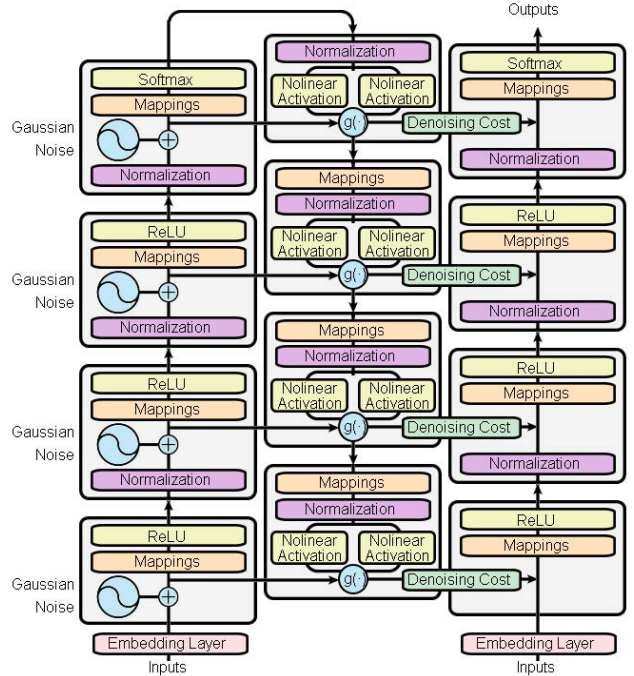 Outputs
Softmax
Mappings
Gaussian
Noise
+
Normalization
ReLU
Mappings
Gaussian
Noise
+
Normalization
ReLU
Mappings
Gaussian
Noise
+
Normalization
ReLU
Mappings
Gaussian
Noise
+
Embedding Layer
Inputs
Normalization
Nolinear
Activation
Nolinear
Activation
g(·)
Denoising Cost
Mappings
Normalization
Nolinear
Activation
Nolinear
Activation
g(·)
Denoising Cost
Mappings
Normalization
Nolinear
Activation
Nolinear
Activation
g(·)
Denoising Cost
Mappings
Normalization
Nolinear
Activation
Nolinear
Activation
g(·)
Denoising Cost
Softmax
Mappings
Normalization
ReLU
Mappings
Normalization
ReLU
Mappings
Normalization
ReLU
Mappings
Embedding Layer
Inputs